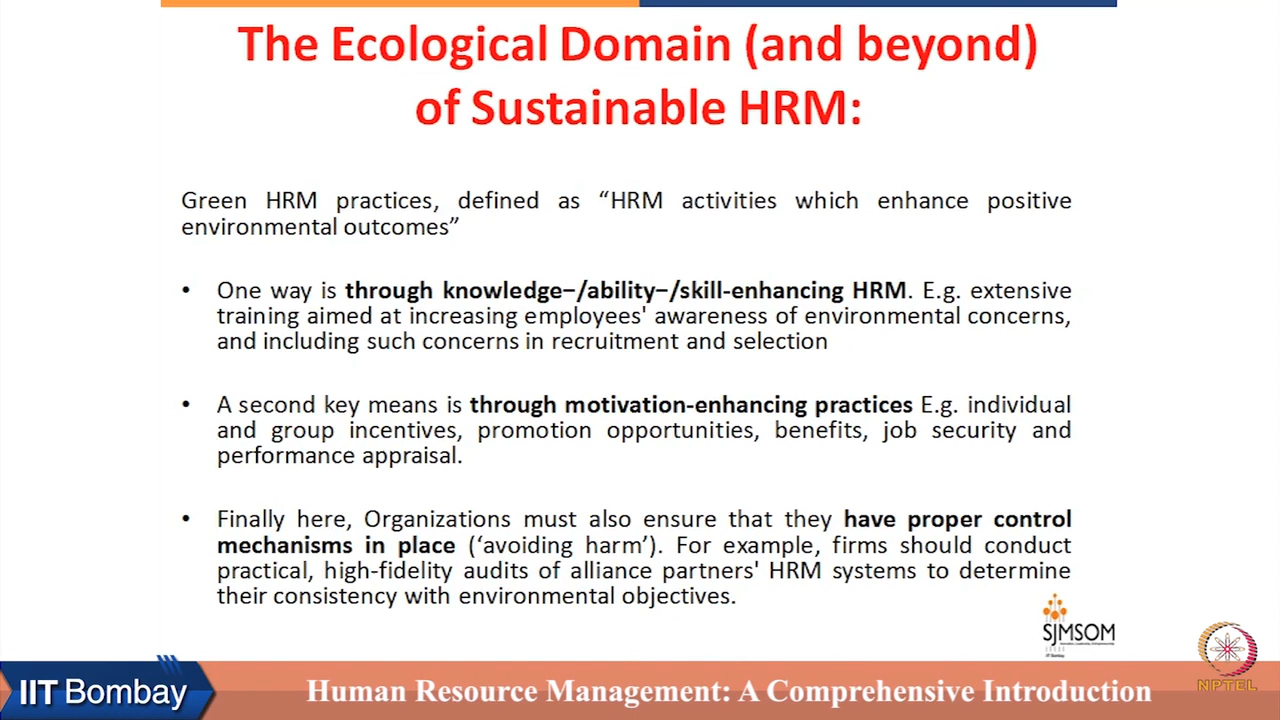 The Ecological Domain (and beyond)
of Sustainable HRM:
Green HRM practices, defined as “HRM activities which enhance positive
environmental outcomes”
• One way is through knowledge−/ability−/skill-enhancing HRM. E.g. extensive
training aimed at increasing employees' awareness of environmental concerns,
and including such concerns in recruitment and selection
• A second key means is through motivation-enhancing practices E.g. individual
and group incentives, promotion opportunities, benefits, job security and
performance appraisal.
• Finally here, Organizations must also ensure that they have proper control
mechanisms in place (‘avoiding harm’). For example, firms should conduct
practical, high-fidelity audits of alliance partners' HRM systems to determine
their consistency with environmental objectives.
SJMSOM
IIT Bombay
NPTEL
IIT Bombay
Human Resource Management: A Comprehensive Introduction